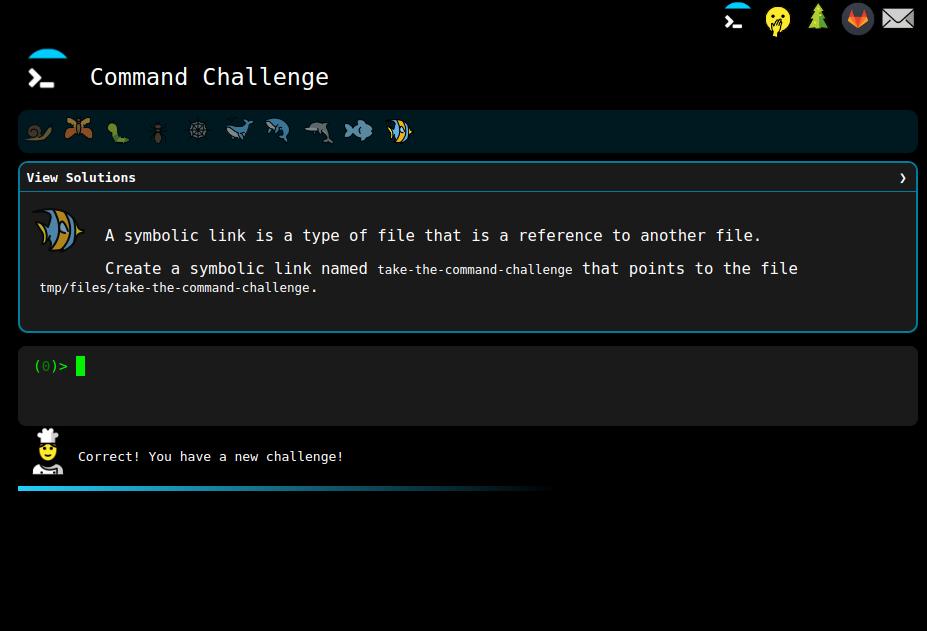 Command Challenge
View Solutions
A symbolic link is a type of file that is a reference to another file.
Create a symbolic link named take-the-command-challenge that points to the file
tmp/files/take-the-command-challenge.
(0)>
Correct! You have a new challenge!